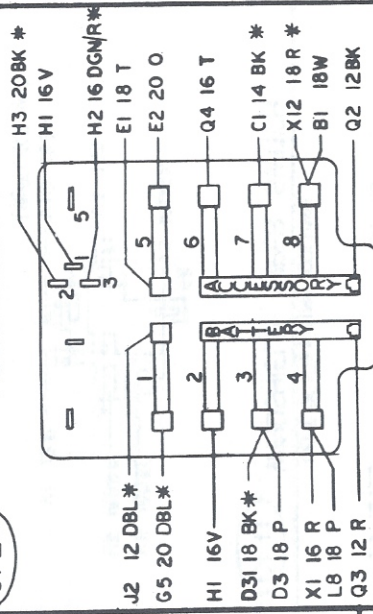 H3 20BK *
H1 16V
H2 16 DGN/R*
E1 18 T
E2 20 O
Q4 16 T
C1 14 BK *
X12 18 R *
B1 18W
Q2 12BK
5
1
2
3
5
6
7
8
ACCESSORY
BATTERY
1
2
3
4
J2 12 DBL*
G5 20 DBL*
H1 16V
D31 18 BK *
D3 18 P
X1 16 R
L8 18 P
Q3 12 R